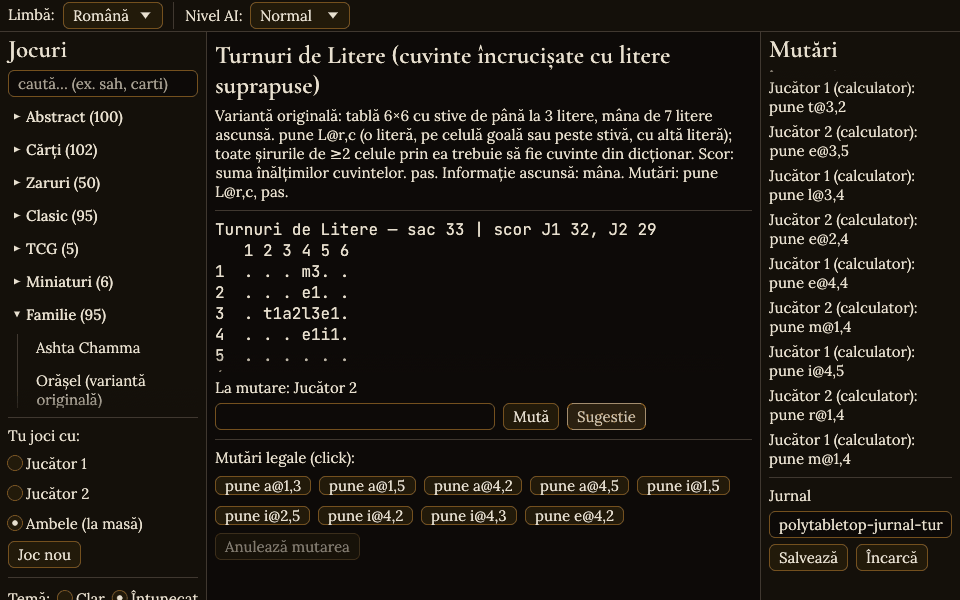 Limbă:
Română
Nivel AI:
Normal
Jocuri
caută... (ex. sah, carti)
Abstract (100)
Cărți (102)
Zaruri (50)
Clasic (95)
TCG (5)
Miniaturi (6)
Familie (95)
Ashta Chamma
Orășel (variantă
originală)
Tu joci cu:
Jucător 1
Jucător 2
Ambele (la masă)
Joc nou
Temă:
Clar
Întunecat
Turnuri de Litere (cuvinte încrucișate cu litere
suprapuse)
Variantă originală: tablă 6×6 cu stive de până la 3 litere, mâna de 7 litere
ascunsă. pune L@r,c (o literă, pe celulă goală sau peste stivă, cu altă literă);
toate șirurile de ≥2 celule prin ea trebuie să fie cuvinte din dicționar. Scor:
suma înălțimilor cuvintelor. pas. Informație ascunsă: mâna. Mutări: pune
L@r,c, pas.
Turnuri de Litere — sac 33 | scor J1 32, J2 29
1 2 3 4 5 6
1 . . . m3. .
2 . . . e1. .
3 . t1a2l3e1.
4 . . . e1i1.
5 . . . . . .
La mutare: Jucător 2
Mută
Sugestie
Mutări legale (click):
pune a@1,3
pune a@1,5
pune a@4,2
pune a@4,5
pune i@1,5
pune i@2,5
pune i@4,2
pune i@4,3
pune e@4,2
Anulează mutarea
Mutări
Jucător 1 (calculator):
pune t@3,2
Jucător 2 (calculator):
pune e@3,5
Jucător 1 (calculator):
pune l@3,4
Jucător 2 (calculator):
pune e@2,4
Jucător 1 (calculator):
pune e@4,4
Jucător 2 (calculator):
pune m@1,4
Jucător 1 (calculator):
pune i@4,5
Jucător 2 (calculator):
pune r@1,4
Jucător 1 (calculator):
pune m@1,4
Jurnal
polytabletop-jurnal-tur
Salvează
Încarcă